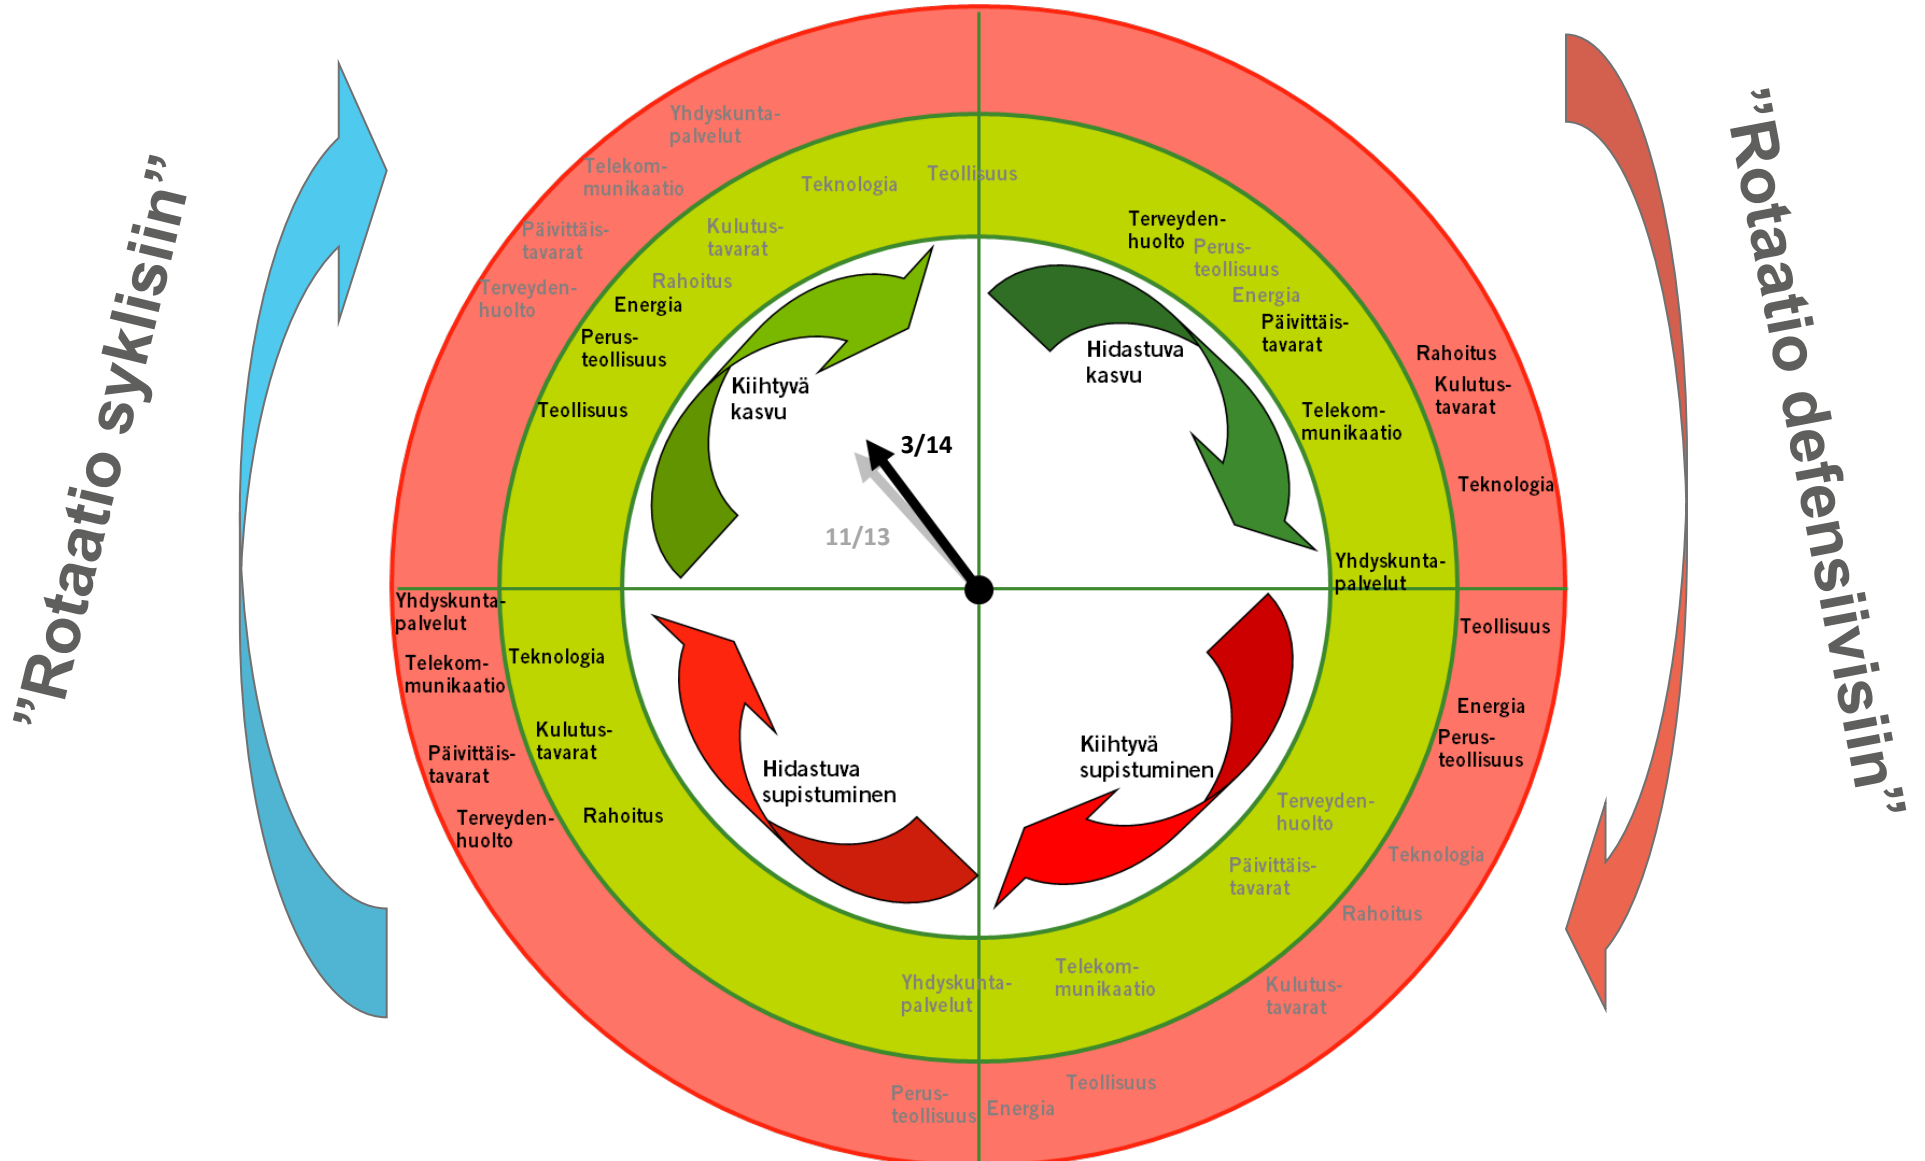 ”Rotaatio syklisiin”
”Rotaatio defensiivisiin”
Yhdyskunta-
palvelut
Telekom-
munikaatio
Päivittäis-
tavarat
Terveyden-
huolto
Teknologia
Teollisuus
Kulutus-
tavarat
Rahoitus
Energia
Perus-
teollisuus
Teollisuus
Terveyden-
huolto
Perus-
teollisuus
Energia
Päivittäis-
tavarat
Telekom-
munikaatio
Yhdyskunta-
palvelut
Rahoitus
Kulutus-
tavarat
Teknologia
Kiihtyvä
kasvu
Hidastuva
kasvu
3/14
11/13
Yhdyskunta-
palvelut
Telekom-
munikaatio
Päivittäis-
tavarat
Terveyden-
huolto
Teknologia
Kulutus-
tavarat
Rahoitus
Hidastuva
supistuminen
Kiihtyvä
supistuminen
Teollisuus
Energia
Perus-
teollisuus
Terveyden-
huolto
Päivittäis-
tavarat
Teknologia
Rahoitus
Kulutus-
tavarat
Yhdyskunta-
palvelut
Telekom-
munikaatio
Perus-
teollisuus
Energia
Teollisuus